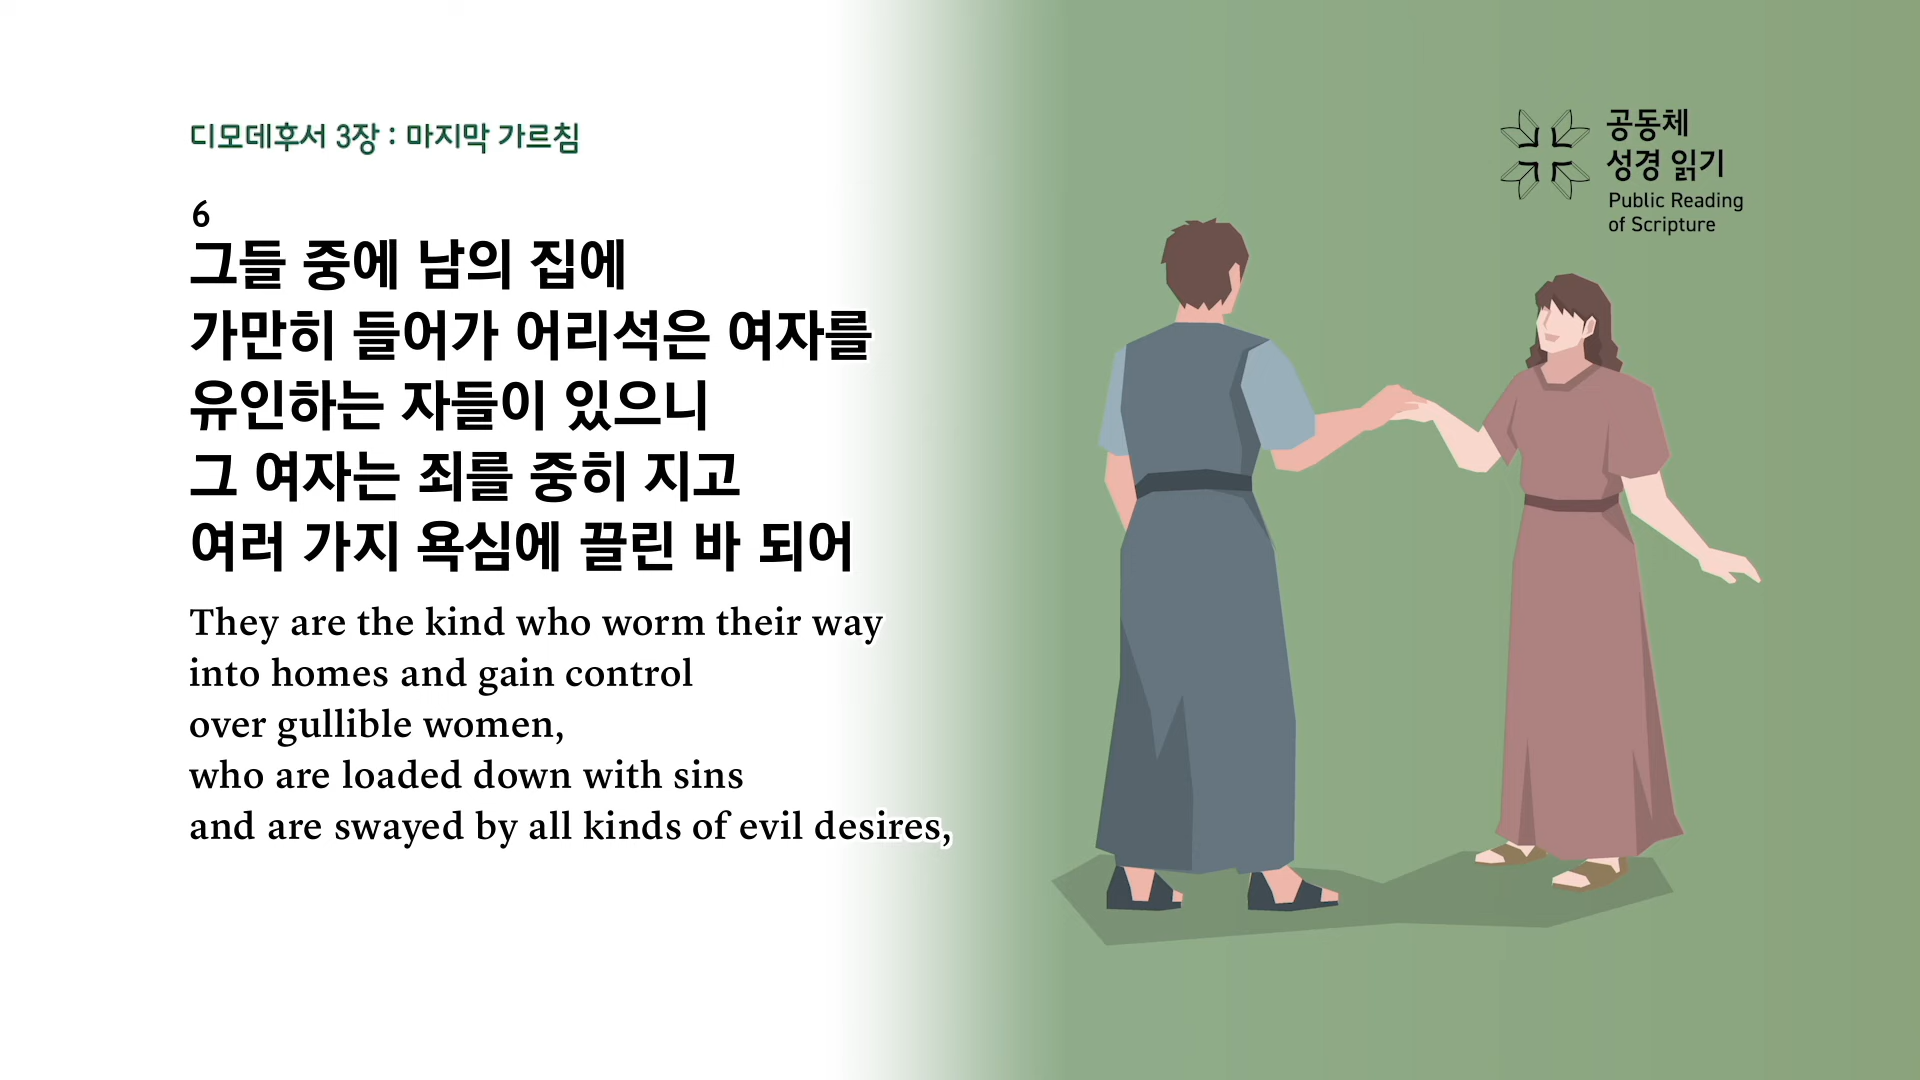 디모데후서 3장 : 마지막 가르침
6
그들 중에 남의 집에
가만히 들어가 어리석은 여자를
유인하는 자들이 있으니
그 여자는 죄를 중히 지고
여러 가지 욕심에 끌린 바 되어
They are the kind who worm their way
into homes and gain control
over gullible women,
who are loaded down with sins
and are swayed by all kinds of evil desires,
공동체
성경 읽기
Public Reading
of Scripture